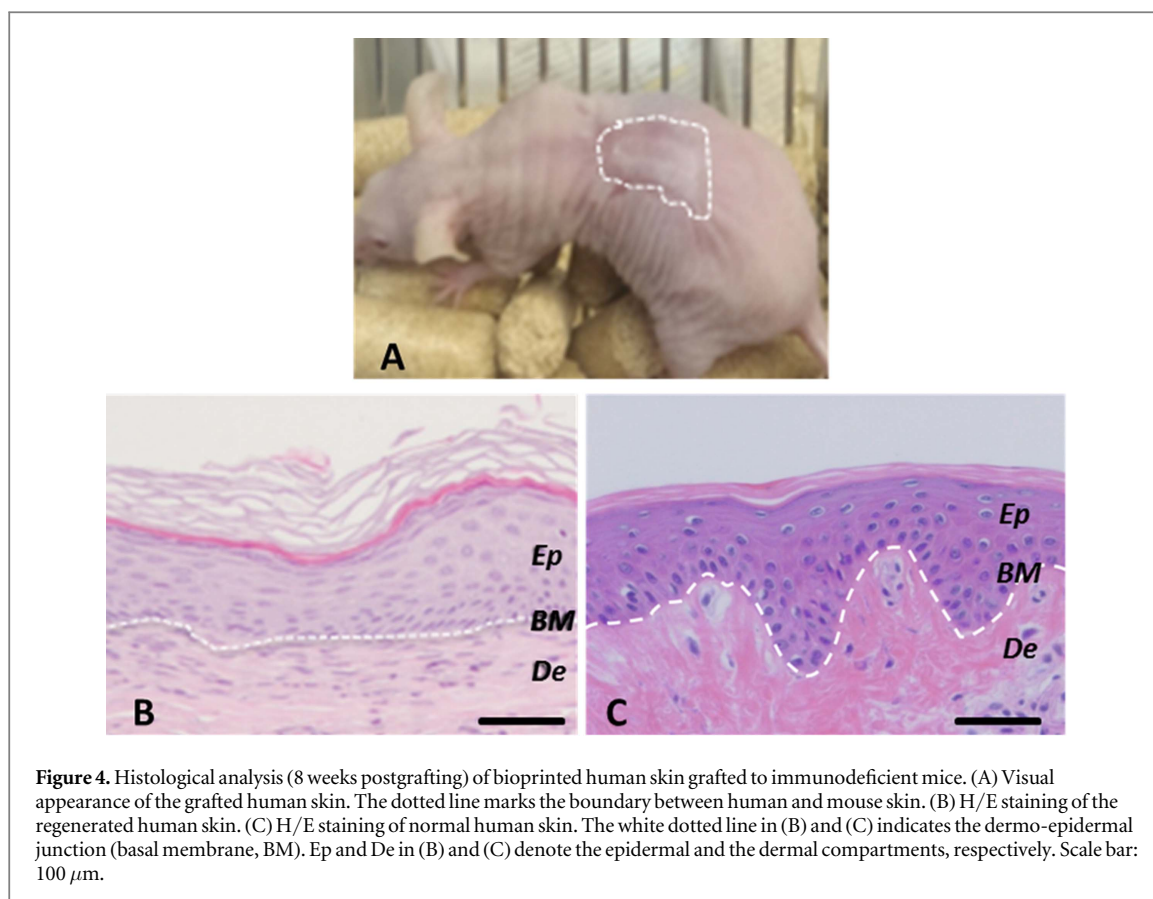 A
Ep
BM
De
B
Ep
BM
De
C
Figure 4. Histological analysis (8 weeks postgrafting) of bioprinted human skin grafted to immunodeficient mice. (A) Visual
appearance of the grafted human skin. The dotted line marks the boundary between human and mouse skin. (B) H/E staining of the
regenerated human skin. (C) H/E staining of normal human skin. The white dotted line in (B) and (C) indicates the dermo-epidermal
junction (basal membrane, BM). Ep and De in (B) and (C) denote the epidermal and the dermal compartments, respectively. Scale bar:
100 μm.